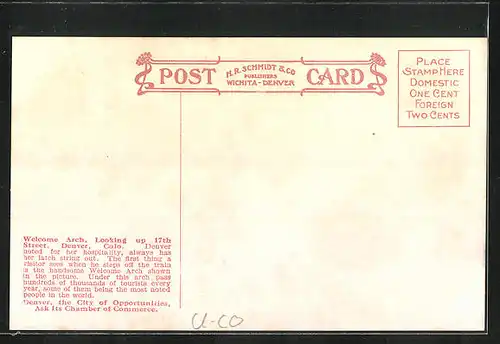 POST CARD
H.R. SCHMIDT & CO
PUBLISHERS
WICHITA - DENVER
PLACE
STAMP HERE
DOMESTIC
ONE CENT
FOREIGN
TWO CENTS
Welcome Arch, Looking up 17th
Street, Denver, Colo. Denver
noted for her hospitality, always has
her latch string out. The first thing a
visitor sees when he steps off the train
is the handsome Welcome Arch shown
in the picture. Under this arch pass
hundreds of thousands of tourists every
year, some of them being the most noted
people in the world.
Denver, the City of Opportunities,
Ask Its Chamber of Commerce.
U-CO